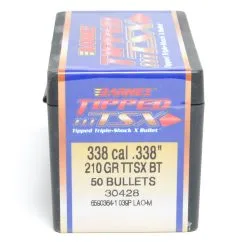 BARNES
TIPPED
TSX
Tipped Triple-Shock X Bullet
338 cal .338"
210 GR TTSX BT
50 BULLETS
30428